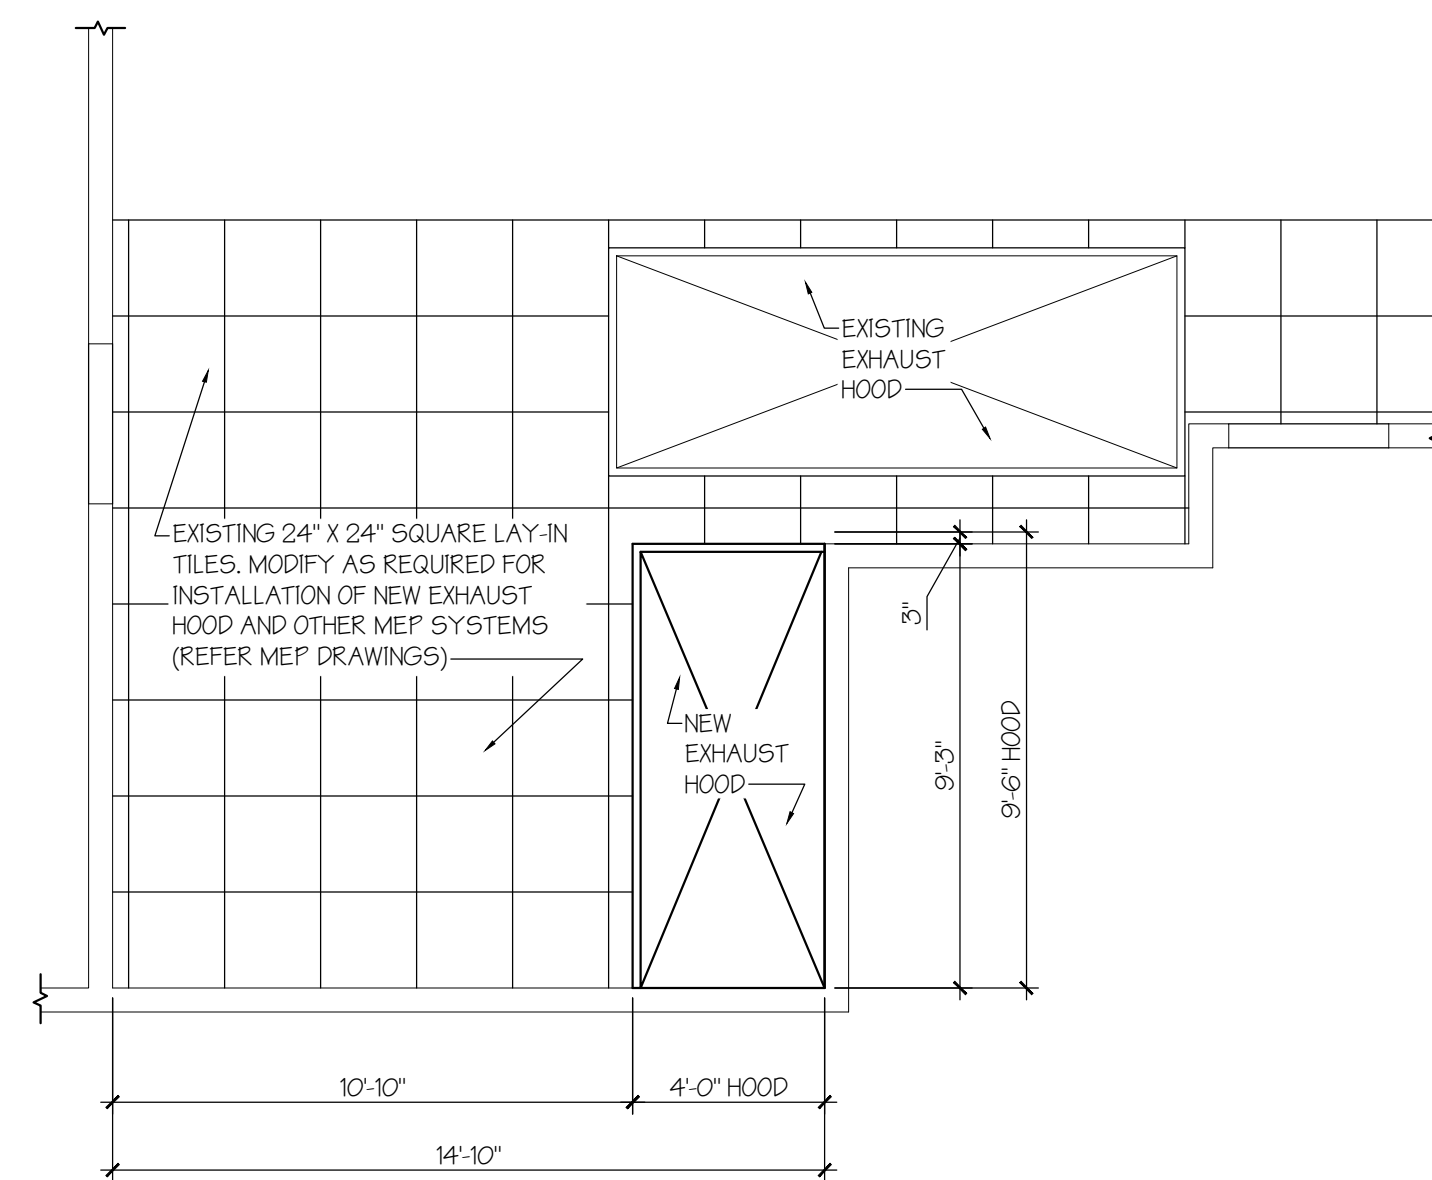 EXISTING
EXHAUST
HOOD
EXISTING 24" X 24" SQUARE LAY-IN
TILES. MODIFY AS REQUIRED FOR
INSTALLATION OF NEW EXHAUST
HOOD AND OTHER MEP SYSTEMS
(REFER MEP DRAWINGS)
3"
NEW
EXHAUST
HOOD
9'-3"
9'-6" HOOD
10'-10"
4'-0" HOOD
14'-10"